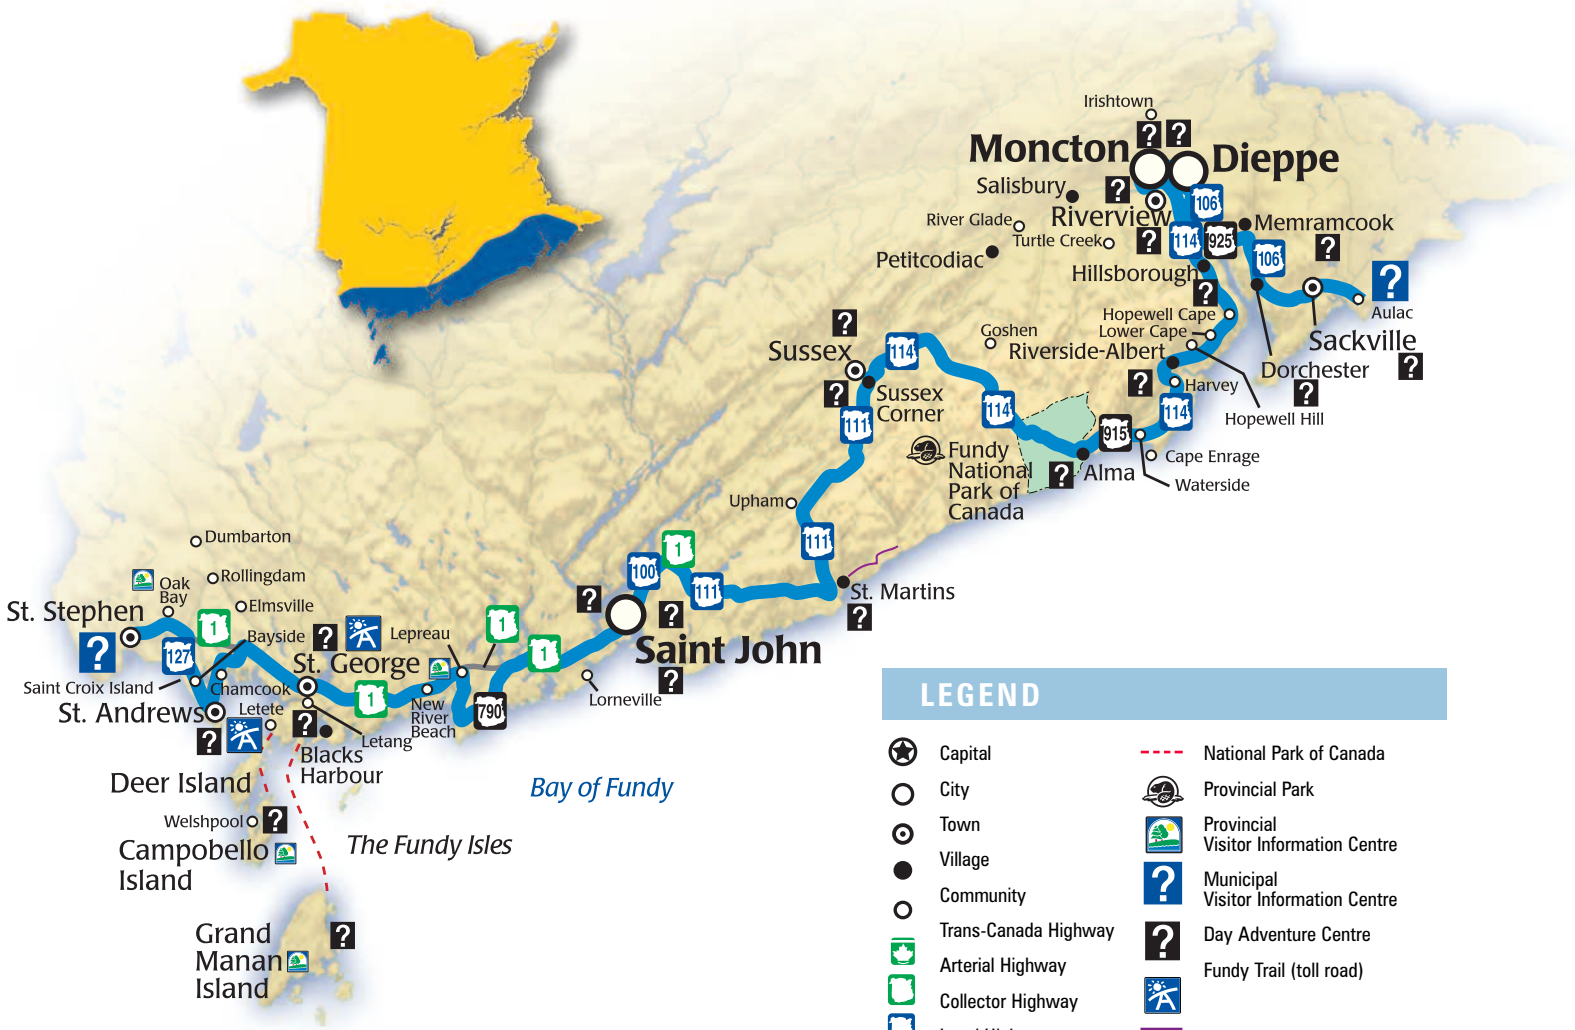 Irishtown
?
?
Moncton
Dieppe
Salisbury
?
106
Riverview
River Glade
Turtle Creek
?
114
925
Memramcook
?
Petitcodiac
106
Hillsborough
?
?
Aulac
Hopewell Cape
Lower Cape
Sackville
?
Goshen
Riverside-Albert
Dorchester
?
?
Sussex
114
?
Harvey
?
Sussex
Corner
Hopewell Hill
111
114
114
915
Fundy
National
Park of
Canada
?
Alma
Cape Enrage
Waterside
Upham
111
1
100
111
St. Martins
?
?
?
Saint John
?
Lorneville
Dumbarton
Rollingdam
Oak
Bay
Elmsville
St. Stephen
?
1
Bayside
?
Lepreau
1
1
127
St. George
Saint Croix Island
Chamcook
1
New
River
Beach
790
St. Andrews
Letete
?
?
Letang
Blacks
Harbour
Deer Island
Bay of Fundy
Welshpool
?
The Fundy Isles
Campobello
Island
Grand
Manan
Island
?
LEGEND
Capital
City
Town
Village
Community
Trans-Canada Highway
Arterial Highway
Collector Highway
National Park of Canada
Provincial Park
Provincial
Visitor Information Centre
?
Municipal
Visitor Information Centre
?
Day Adventure Centre
Fundy Trail (toll road)